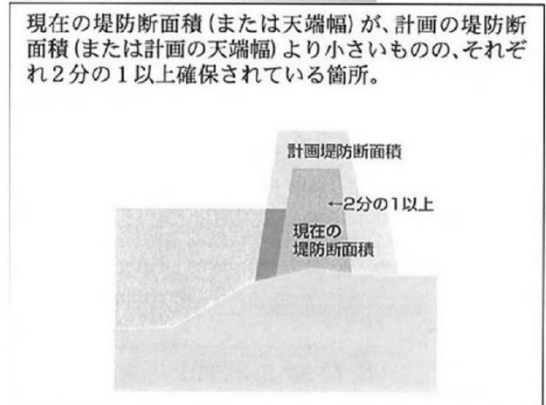 現在の堤防断面積（または天端幅）が、計画の堤防断
面積（または計画の天端幅）より小さいものの、それぞ
れ２分の１以上確保されている箇所。
計画堤防断面積
←2分の1以上
現在の
堤防断面積